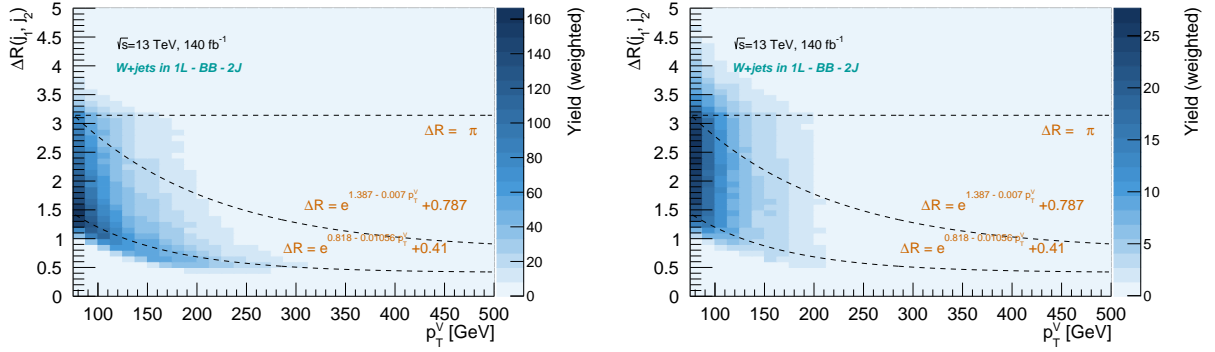 ΔR(j₁, j₂)
5
4.5
4
3.5
3
2.5
2
1.5
1
0.5
0
√s=13 TeV, 140 fb⁻¹
W+jets in 1L - BB - 2J
ΔR = π
ΔR = e^{1.387 - 0.007 p_T^V} +0.787
ΔR = e^{0.818 - 0.01056 p_T^V} +0.41
100 150 200 250 300 350 400 450 500
p_T^V [GeV]
160
140
120
100
80
60
40
20
0
Yield (weighted)
ΔR(j₁, j₂)
5
4.5
4
3.5
3
2.5
2
1.5
1
0.5
0
√s=13 TeV, 140 fb⁻¹
W+jets in 1L - BB - 2J
ΔR = π
ΔR = e^{1.387 - 0.007 p_T^V} +0.787
ΔR = e^{0.818 - 0.01056 p_T^V} +0.41
100 150 200 250 300 350 400 450 500
p_T^V [GeV]
25
20
15
10
5
0
Yield (weighted)